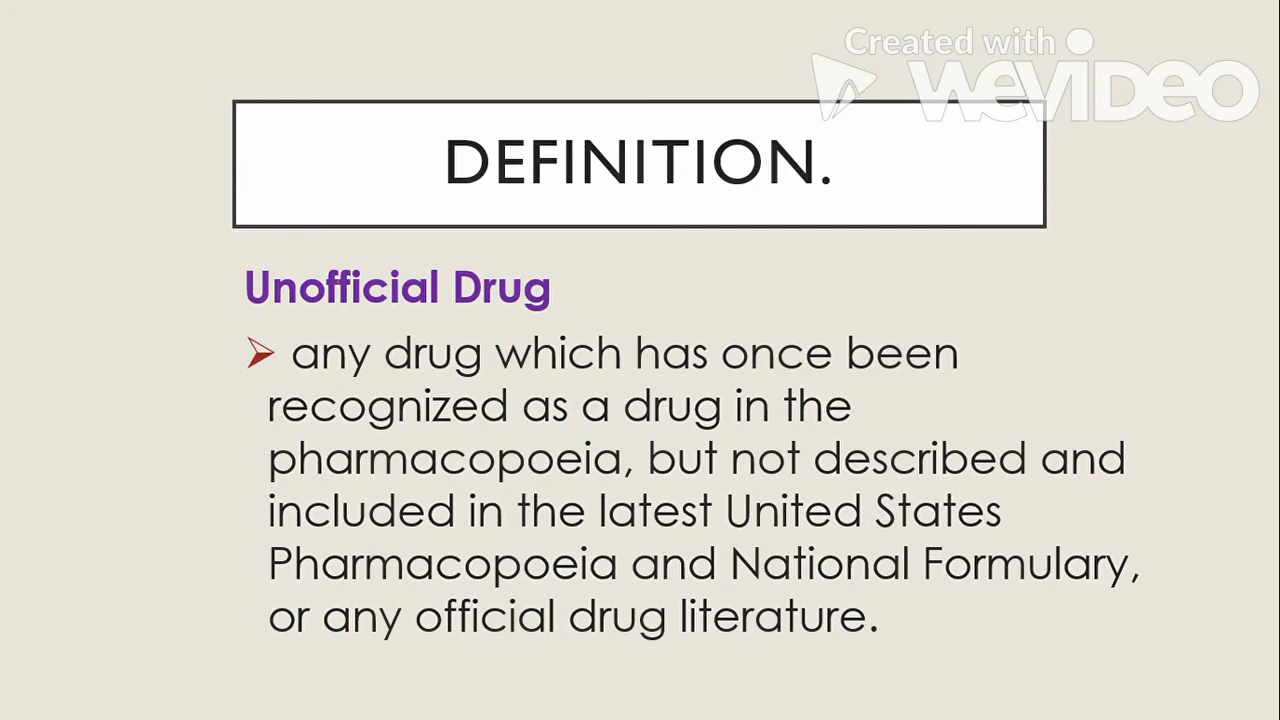 Created with
WEVIDEO
DEFINITION.
Unofficial Drug
any drug which has once been
recognized as a drug in the
pharmacopoeia, but not described and
included in the latest United States
Pharmacopoeia and National Formulary,
or any official drug literature.